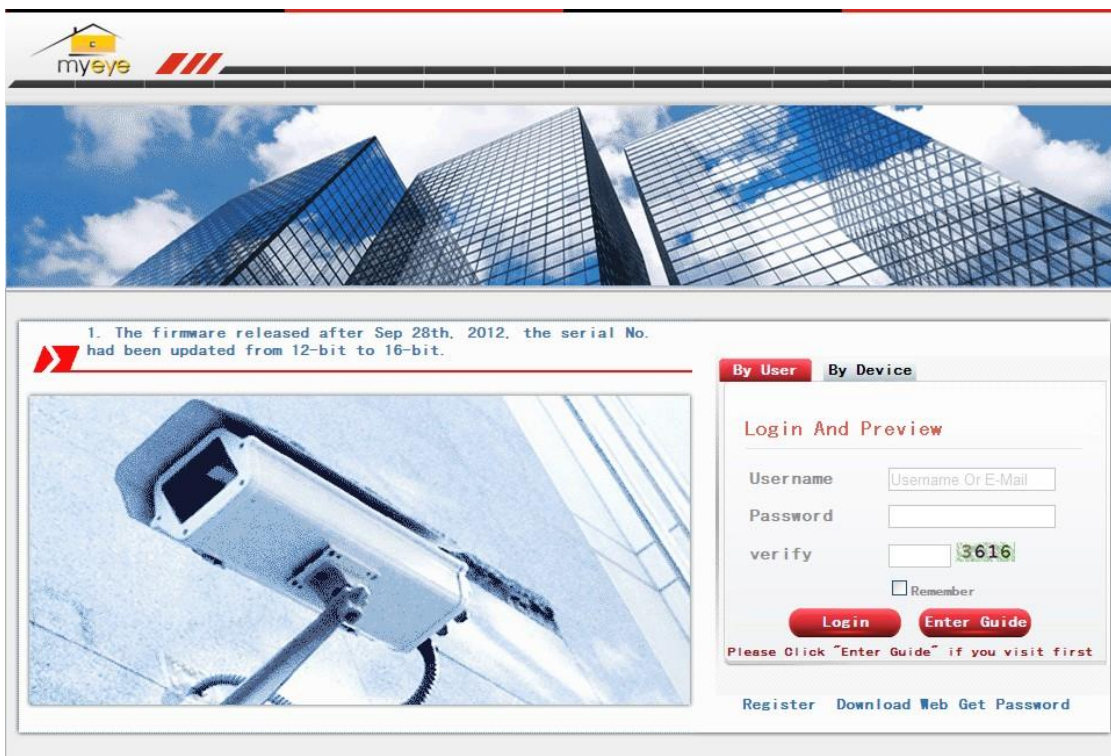 myeye
1. The firmware released after Sep 28th, 2012, the serial No.
had been updated from 12-bit to 16-bit.
By User By Device
Login And Preview
Username Username Or E-Mail
Password
verify 3616
Remember
Login Enter Guide
Please Click "Enter Guide" if you visit first
Register Download Web Get Password